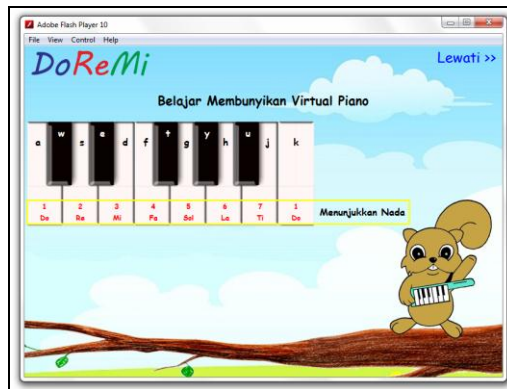 Adobe Flash Player 10
File View Control Help
DoReMi
Lewati >>
Belajar Membunyikan Virtual Piano
w e t y u
a s d f g h j k
1 2 3 4 5 6 7 1
Do Re Mi Fa Sol La Ti Do
Menunjukkan Nada